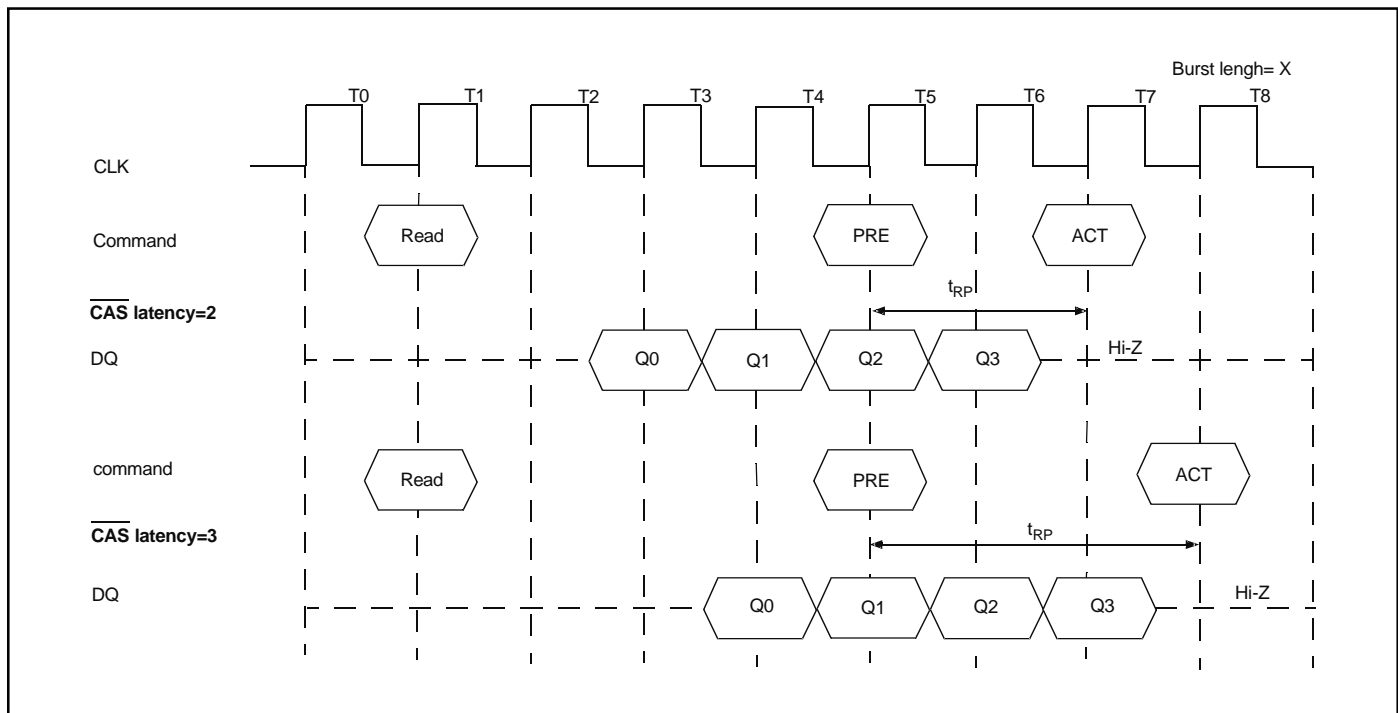 Burst lengh= X
T0 T1 T2 T3 T4 T5 T6 T7 T8
CLK
Command Read PRE ACT
CAS latency=2
tRP
DQ Q0 Q1 Q2 Q3 Hi-Z
command Read PRE ACT
CAS latency=3
tRP
DQ Q0 Q1 Q2 Q3 Hi-Z